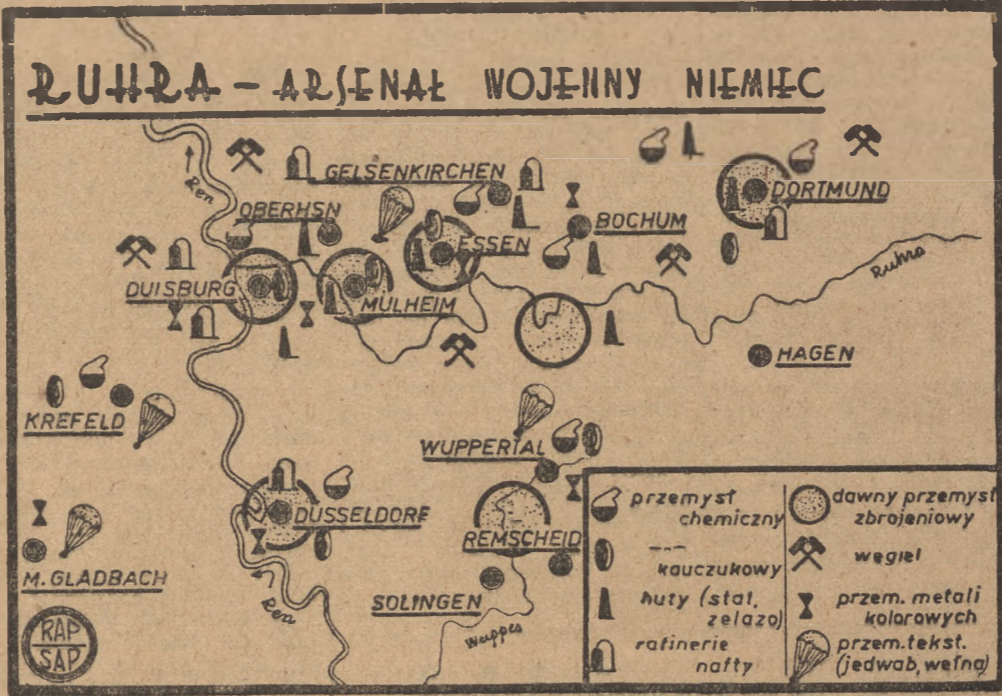 RUHRA - ARSENAŁ WOJENNY NIEMIEC
Ren
GELSENKIRCHEN
OBERHSN
DORTMUND
BOCHUM
ESSEN
DUISBURG
MULHEIM
Ruhra
HAGEN
KREFELD
WUPPERTAL
DUSSELDORF
REMSCHEID
M. GLADBACH
SOLINGEN
Ren
RAP
SAP
przemysł
chemiczny
kauczukowy
huty (stal,
żelazo)
rafinerie
nafty
dawny przemysł
zbrojeniowy
węgiel
przem. metali
kolorowych
przem. tekst.
(jedwab, wełna)